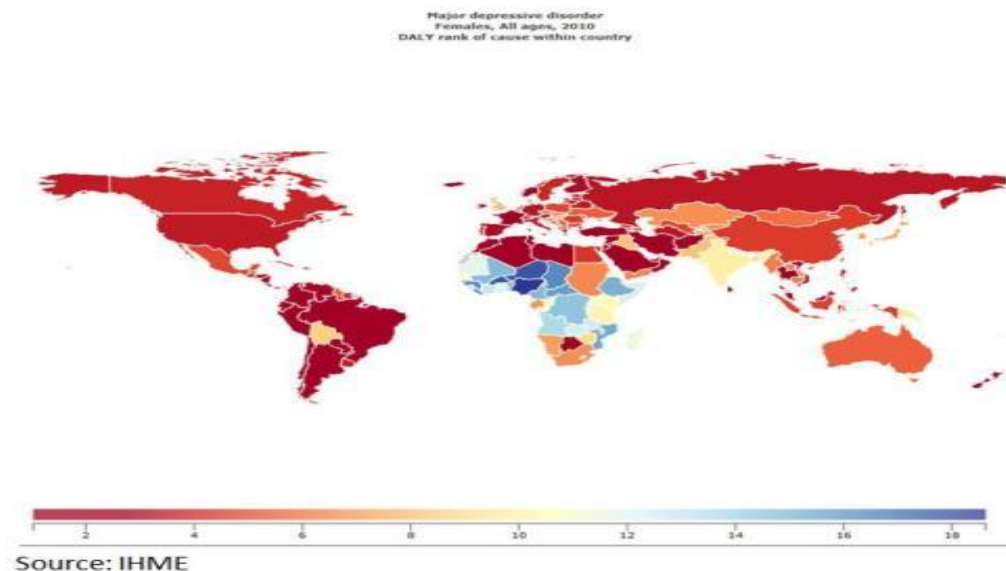 Major depressive disorder
Females, All ages, 2010
DALY rank of cause within country
2 4 6 8 10 12 14 16 18
Source: IHME